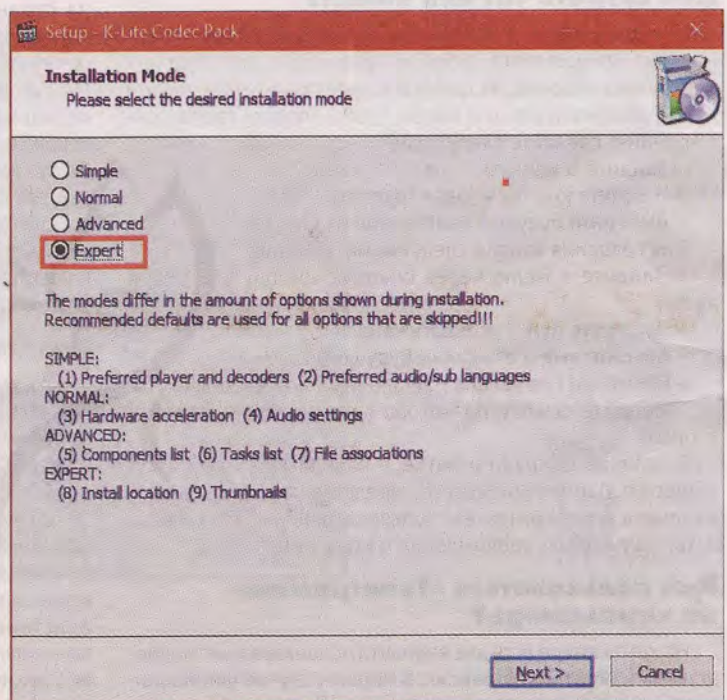 Setup - K-Lite Codec Pack
Installation Mode
Please select the desired installation mode
Simple
Normal
Advanced
Expert
The modes differ in the amount of options shown during installation.
Recommended defaults are used for all options that are skipped!!!
SIMPLE:
(1) Preferred player and decoders (2) Preferred audio/sub languages
NORMAL:
(3) Hardware acceleration (4) Audio settings
ADVANCED:
(5) Components list (6) Tasks list (7) File associations
EXPERT:
(8) Install location (9) Thumbnails
Next >
Cancel